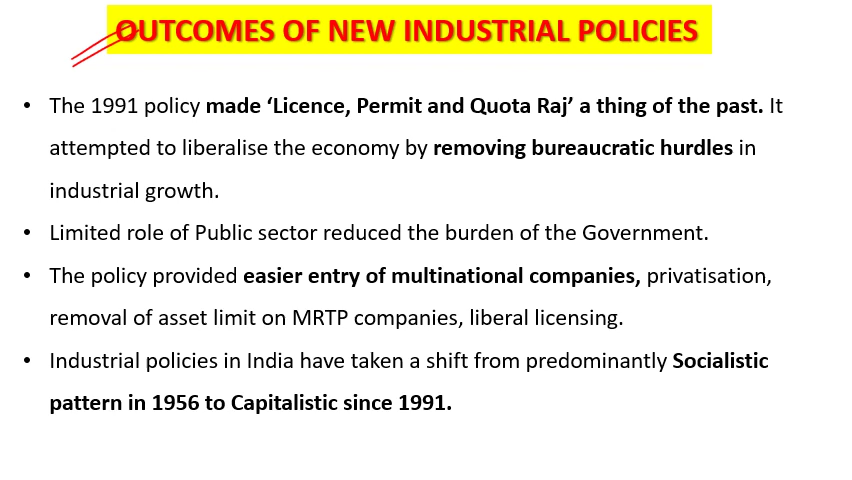 OUTCOMES OF NEW INDUSTRIAL POLICIES
• The 1991 policy made ‘Licence, Permit and Quota Raj’ a thing of the past. It
attempted to liberalise the economy by removing bureaucratic hurdles in
industrial growth.
• Limited role of Public sector reduced the burden of the Government.
• The policy provided easier entry of multinational companies, privatisation,
removal of asset limit on MRTP companies, liberal licensing.
• Industrial policies in India have taken a shift from predominantly Socialistic
pattern in 1956 to Capitalistic since 1991.